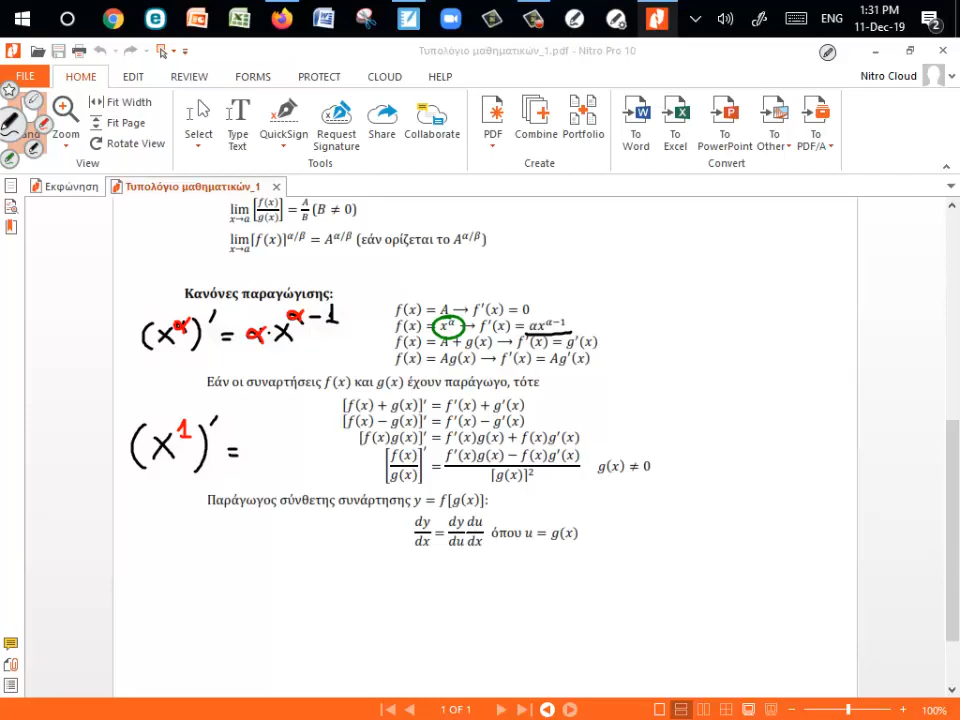 1:31 PM
ENG
11-Dec-19
2
Τυπολόγιο μαθηματικών_1.pdf - Nitro Pro 10
FILE HOME EDIT REVIEW FORMS PROTECT CLOUD HELP
Nitro Cloud
Fit Width
Fit Page
Rotate View
Zoom
Select
Type Text
QuickSign
Request Signature
Share
Collaborate
PDF
Combine
Portfolio
To Word
To Excel
To PowerPoint
To Other
To PDF/A
View Tools Create Convert
Εκφώνηση
Τυπολόγιο μαθηματικών_1
lim x→a [f(x)/g(x)] = A/B (B ≠ 0)
lim x→a [f(x)]^α/β = A^α/β (εάν ορίζεται το A^α/β)
Κανόνες παραγώγισης:
f(x) = A → f′(x) = 0
(x^α)′ = α·x^α−1
f(x) = x^α → f′(x) = αx^α−1
f(x) = A + g(x) → f′(x) = g′(x)
f(x) = Ag(x) → f′(x) = Ag′(x)
Εάν οι συναρτήσεις f(x) και g(x) έχουν παράγωγο, τότε
[f(x) + g(x)]′ = f′(x) + g′(x)
[f(x) − g(x)]′ = f′(x) − g′(x)
[f(x)g(x)]′ = f′(x)g(x) + f(x)g′(x)
(x^1)′ =
[f(x)/g(x)]′ = f′(x)g(x) − f(x)g′(x)/[g(x)]^2 g(x) ≠ 0
Παράγωγος σύνθετης συνάρτησης y = f[g(x)]:
dy/dx = dy/du du/dx όπου u = g(x)
1 OF 1
100%